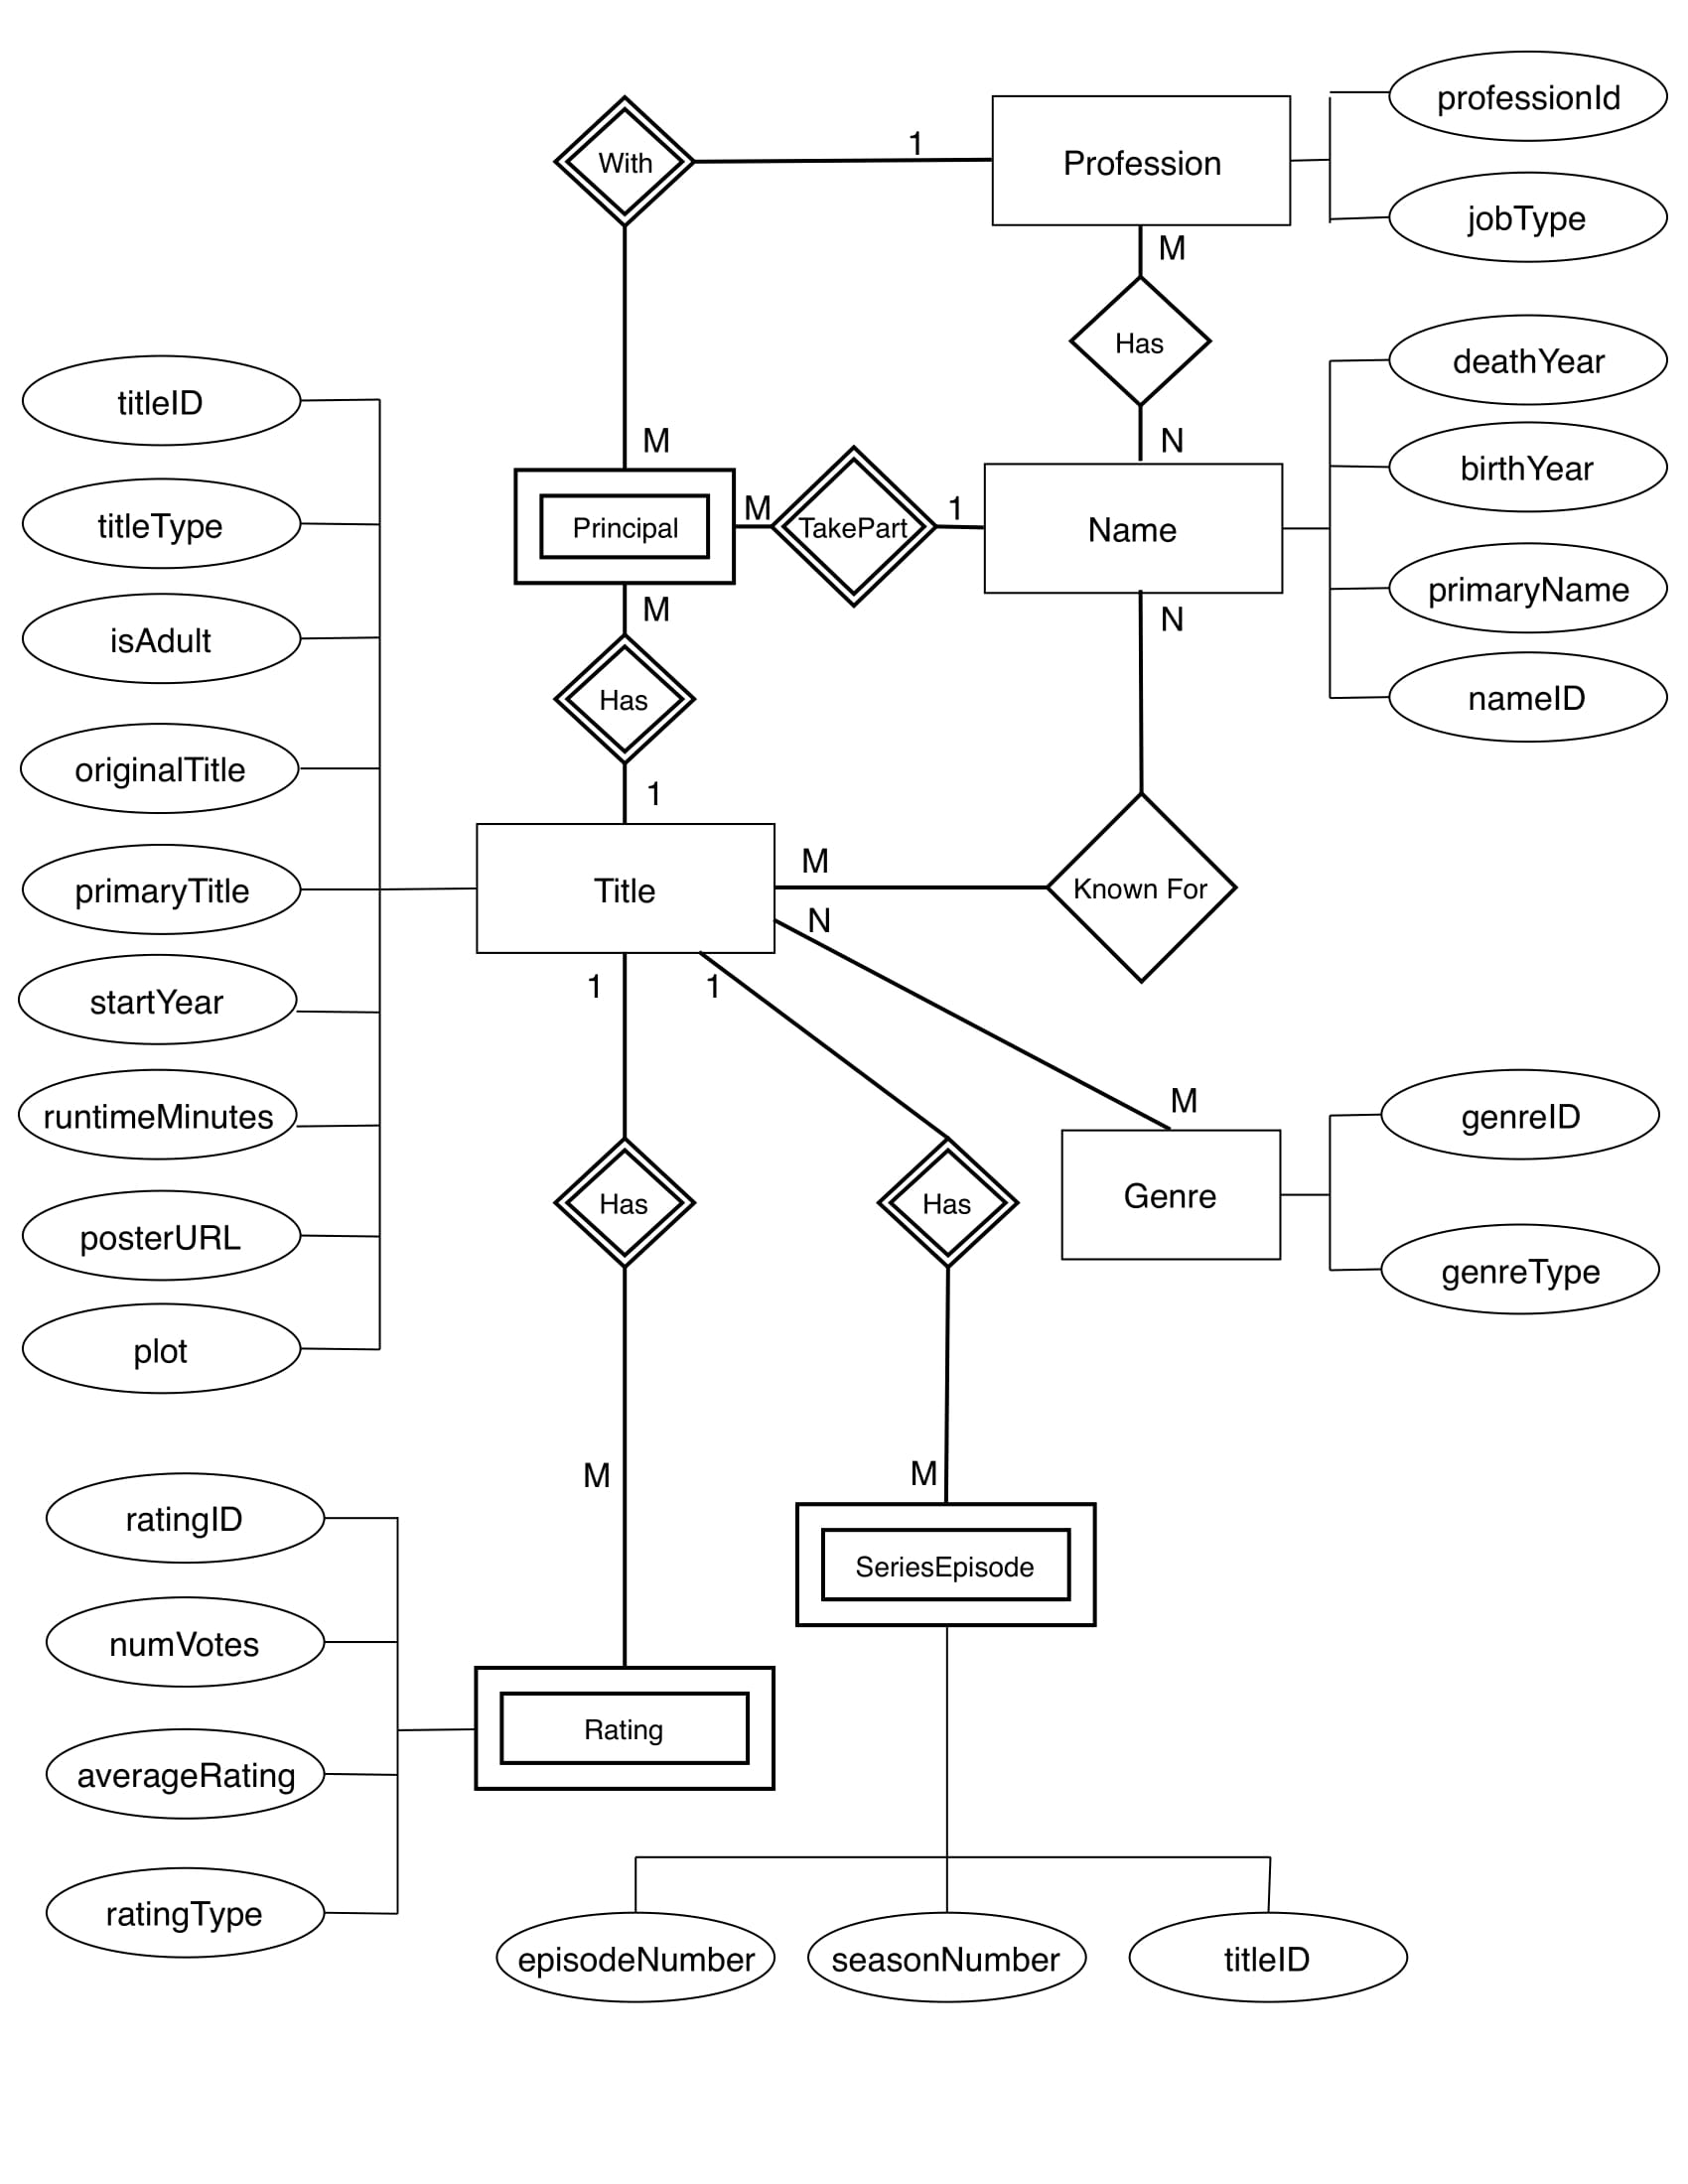 professionId
With
1
Profession
jobType
M
Has
deathYear
titleID
M
N
birthYear
titleType
Principal
M
TakePart
1
Name
primaryName
isAdult
M
N
Has
nameID
originalTitle
1
primaryTitle
Title
M
Known For
N
startYear
1
1
runtimeMinutes
M
genreID
posterURL
Has
Has
Genre
genreType
plot
M
M
ratingID
SeriesEpisode
numVotes
Rating
averageRating
ratingType
episodeNumber
seasonNumber
titleID